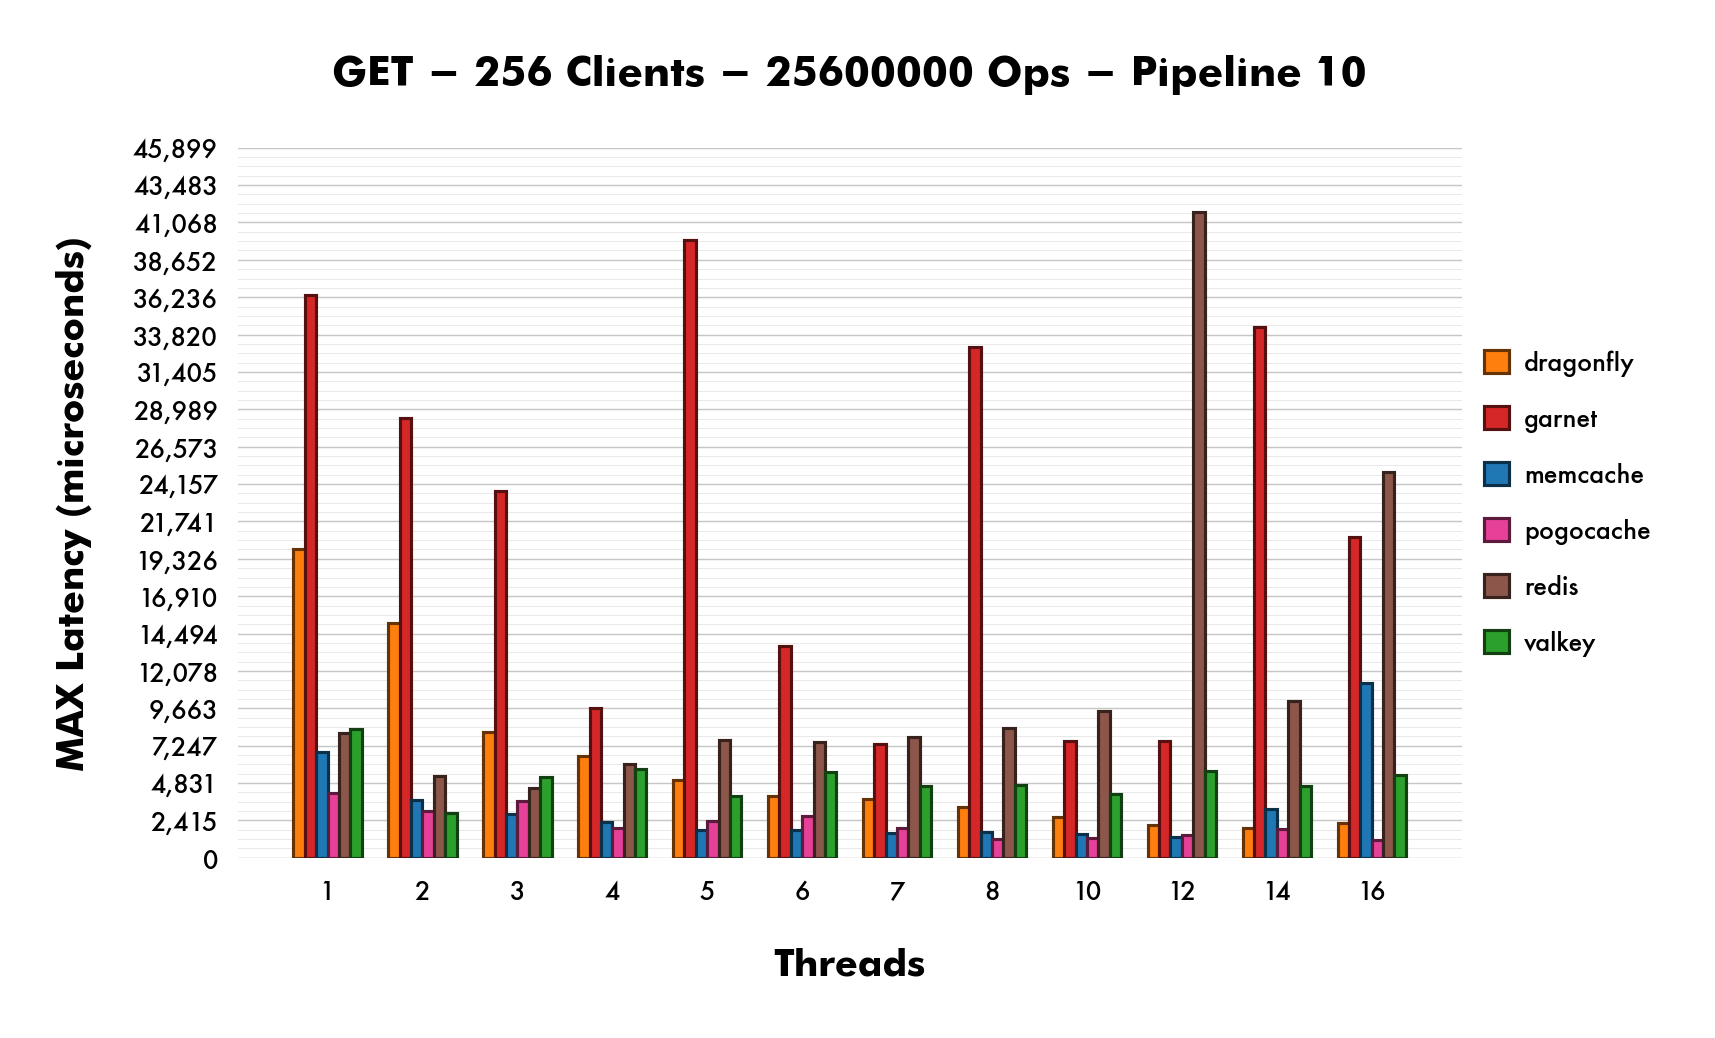 GET – 256 Clients – 25600000 Ops – Pipeline 10
MAX Latency (microseconds)
45,899
43,483
41,068
38,652
36,236
33,820
31,405
28,989
26,573
24,157
21,741
19,326
16,910
14,494
12,078
9,663
7,247
4,831
2,415
0
1 2 3 4 5 6 7 8 10 12 14 16
Threads
dragonfly
garnet
memcache
pogocache
redis
valkey